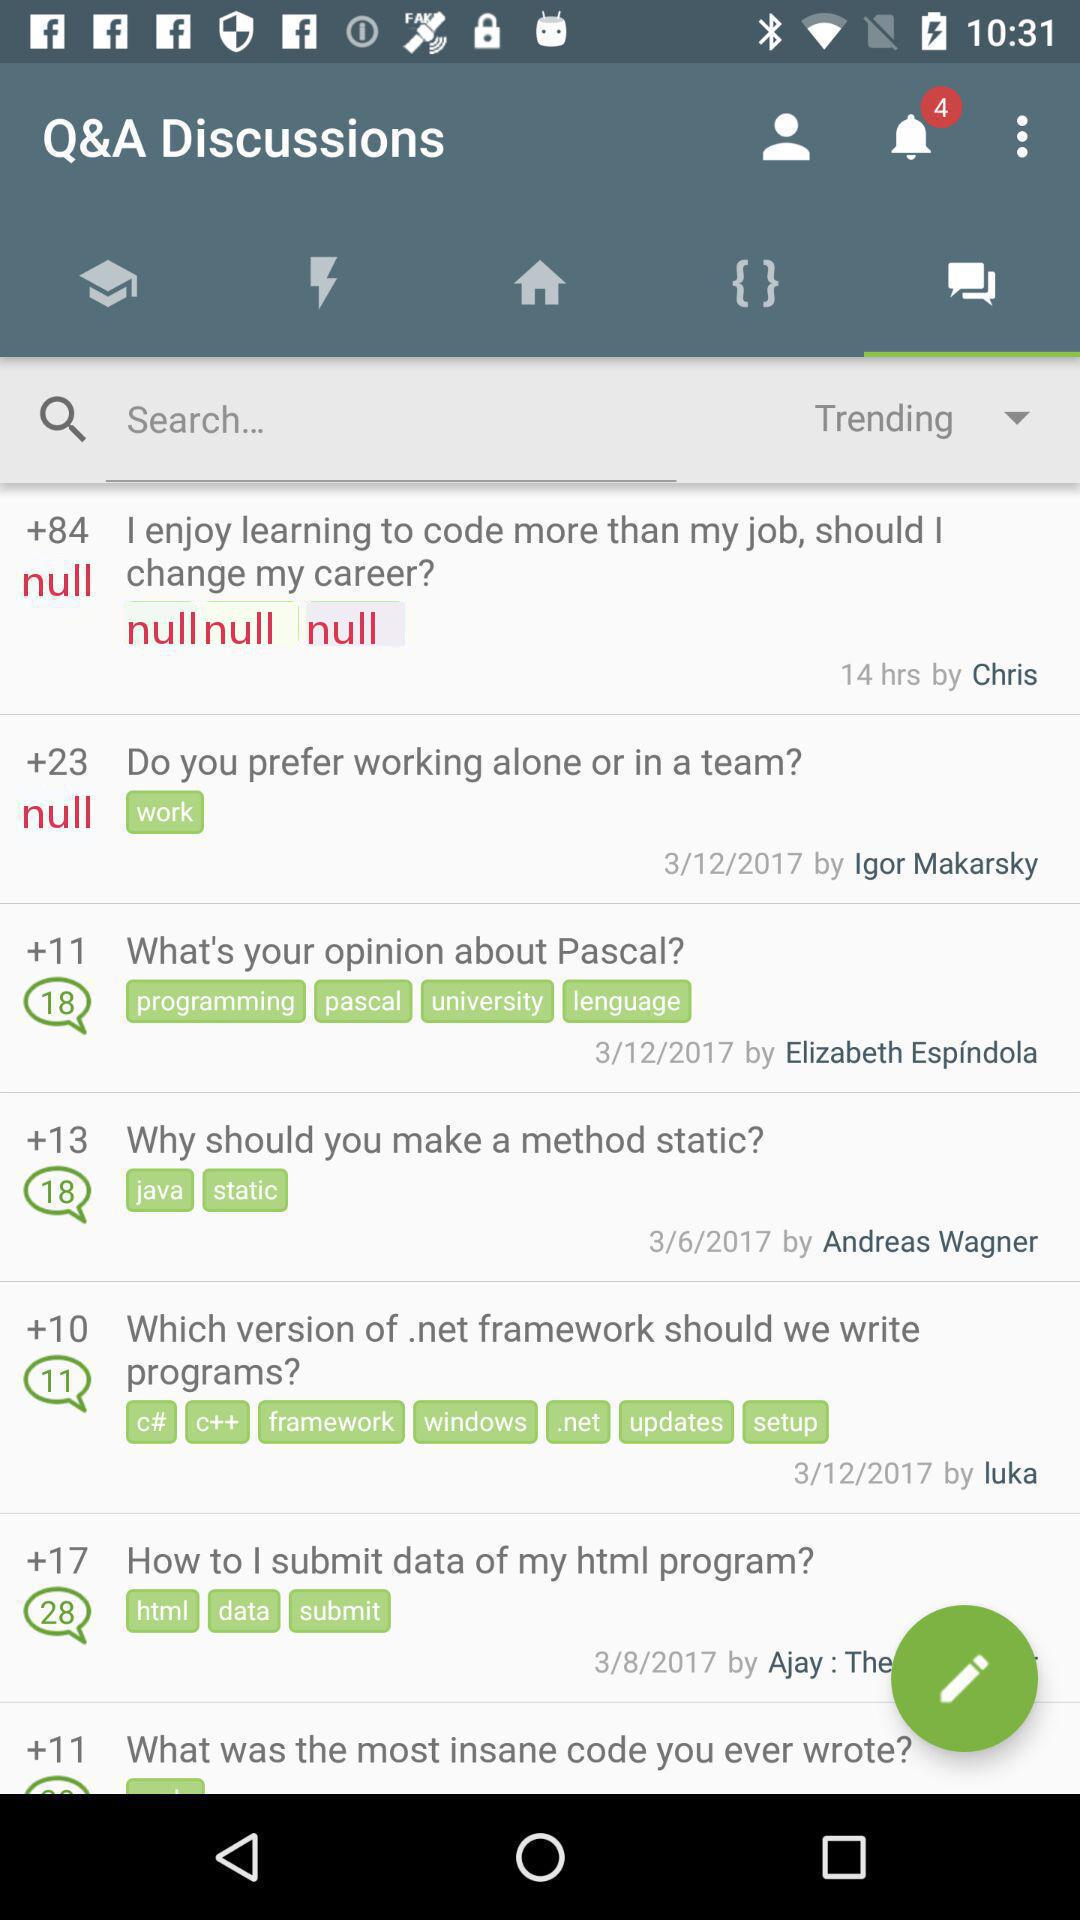 FAKE
10:31
Q&A Discussions
4
{ }
Search...
Trending
+84
I enjoy learning to code more than my job, should I
change my career?
null
null null null
14 hrs by Chris
+23
Do you prefer working alone or in a team?
null
work
3/12/2017 by Igor Makarsky
+11
What's your opinion about Pascal?
18
programming pascal university lenguage
3/12/2017 by Elizabeth Espíndola
+13
Why should you make a method static?
18
java static
3/6/2017 by Andreas Wagner
+10
Which version of .net framework should we write
programs?
11
c# c++ framework windows .net updates setup
3/12/2017 by luka
+17
How to I submit data of my html program?
28
html data submit
3/8/2017 by Ajay : The
+11
What was the most insane code you ever wrote?